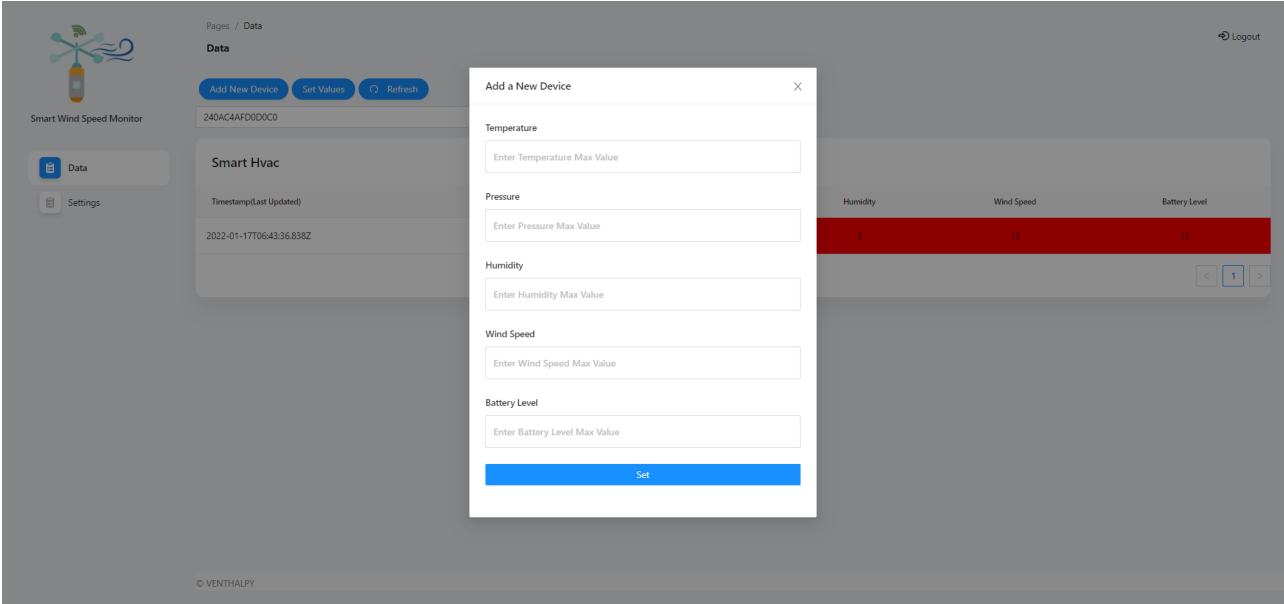 Pages / Data
Data
Logout
Smart Wind Speed Monitor
Data
Settings
Add New Device
Set Values
Refresh
240AC4AFD0D0C0
Smart Hvac
Timestamp(Last Updated)
Humidity
Wind Speed
Battery Level
2022-01-17T06:43:36.838Z
15
1
Add a New Device
Temperature
Enter Temperature Max Value
Pressure
Enter Pressure Max Value
Humidity
Enter Humidity Max Value
Wind Speed
Enter Wind Speed Max Value
Battery Level
Enter Battery Level Max Value
Set
© VENTHALPY